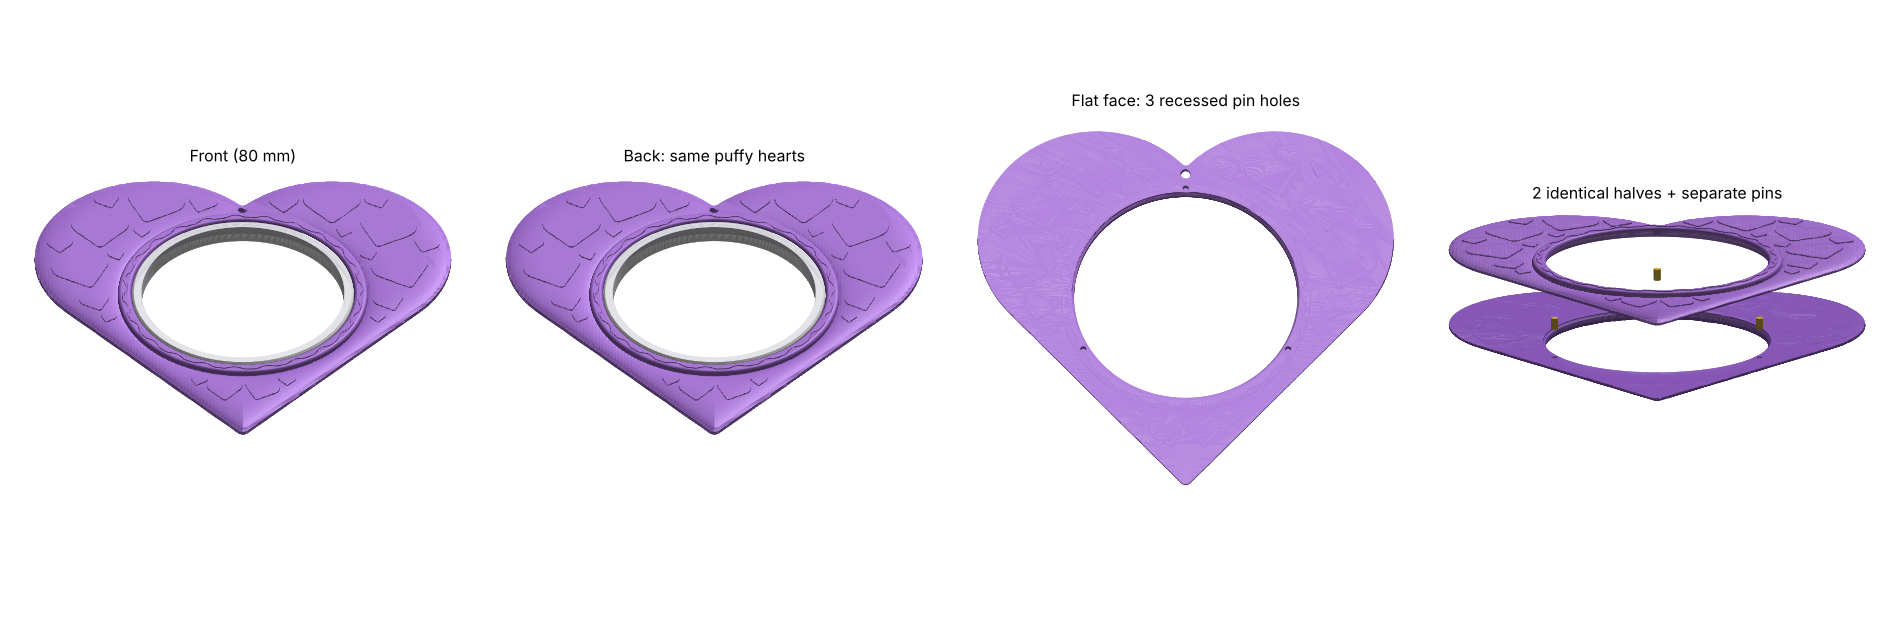 Front (80 mm)
Back: same puffy hearts
Flat face: 3 recessed pin holes
2 identical halves + separate pins